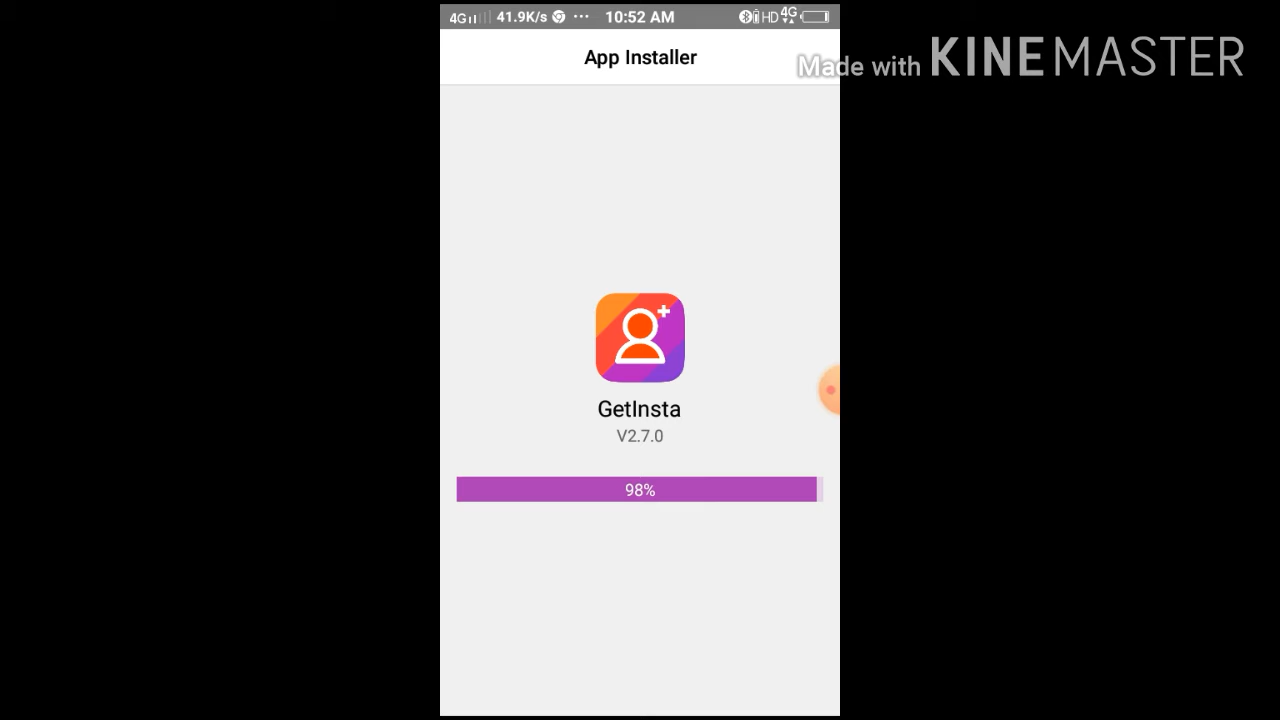 4G 41.9K/s ··· 10:52 AM HD 4G
App Installer
Made with KINEMASTER
GetInsta
V2.7.0
98%